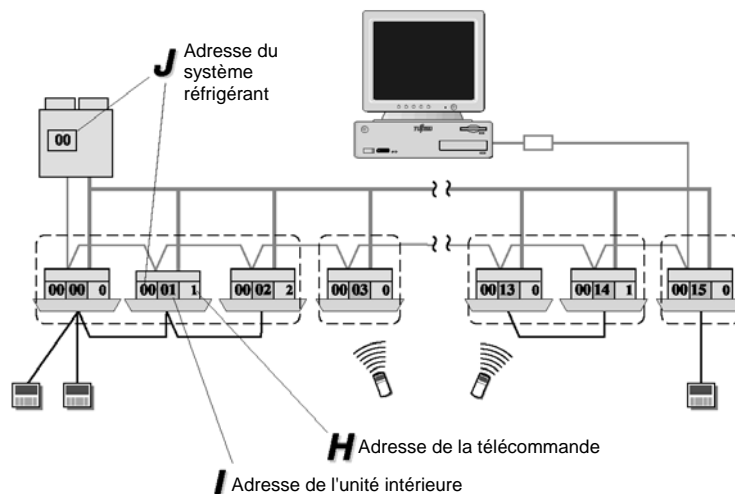 J Adresse du
système
réfrigérant
00
00 00 0
00 01 1
00 02 2
00 03 0
00 13 0
00 14 1
00 15 0
H Adresse de la télécommande
I Adresse de l'unité intérieure